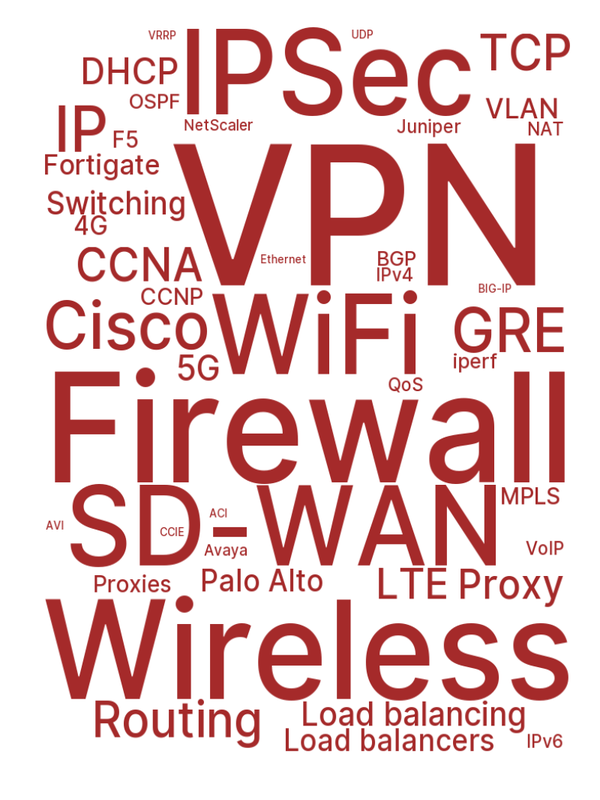 VRRP
IPSec
UDP
TCP
DHCP
OSPF
VLAN
IP
F5
NetScaler
Juniper
NAT
Fortigate
VPN
Switching
4G
CCNA
Ethernet
BGP
IPv4
CCNP
BIG-IP
Cisco
WiFi
GRE
5G
iperf
QoS
Firewall
SD-WAN
MPLS
AVI
CCIE
ACI
Avaya
VoIP
Proxies
Palo Alto
LTE
Proxy
Wireless
Routing
Load balancing
Load balancers
IPv6